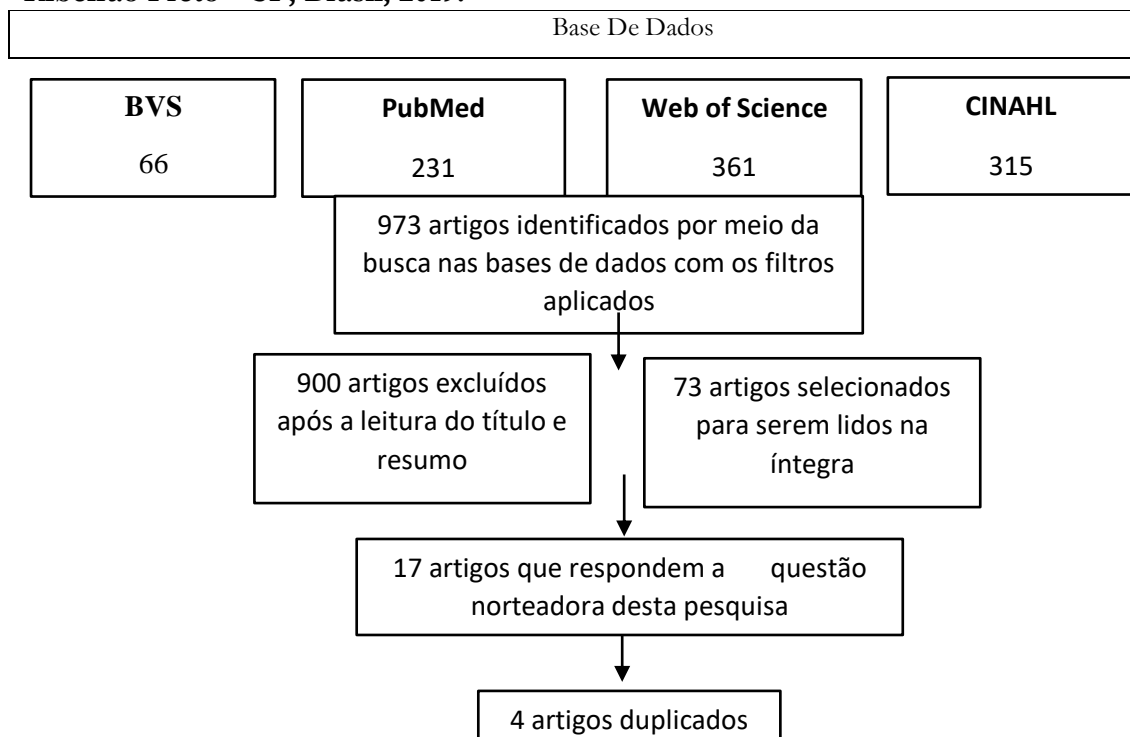 Base De Dados
BVS
66
PubMed
231
Web of Science
361
CINAHL
315
973 artigos identificados por meio da
busca nas bases de dados com os filtros
aplicados
900 artigos excluídos
após a leitura do título e
resumo
73 artigos selecionados
para serem lidos na
íntegra
17 artigos que respondem a questão
norteadora desta pesquisa
4 artigos duplicados